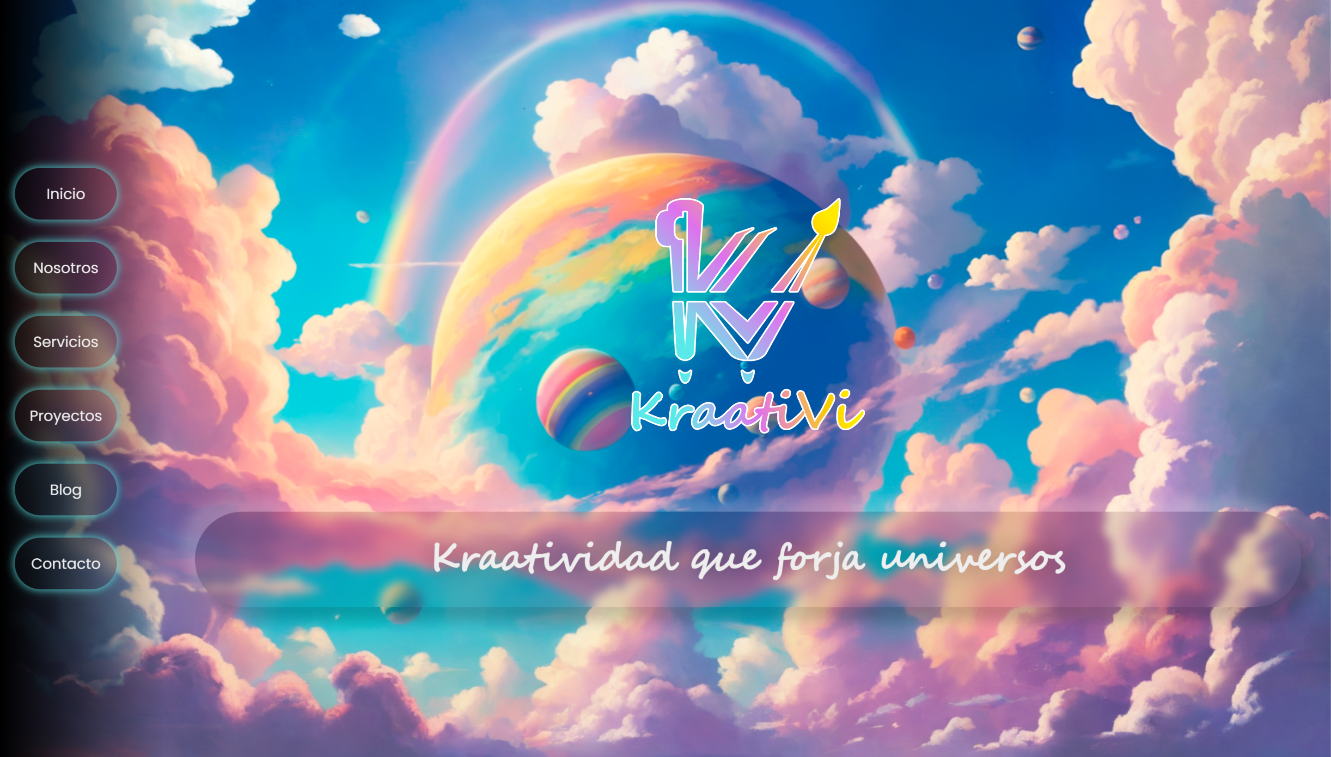 Inicio
Nosotros
Servicios
Proyectos
Blog
Contacto
KraatiVi
Kraatividad que forja universos